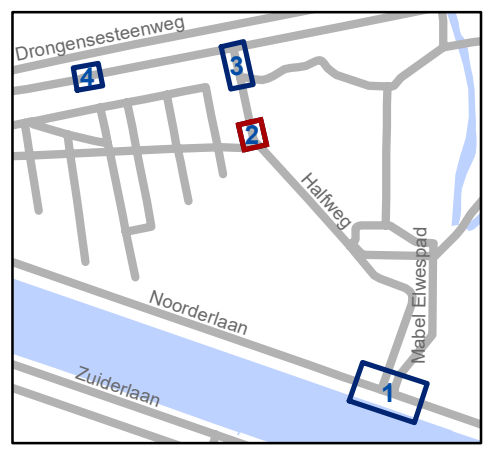 Drongensesteenweg
4
3
2
Halfweg
Mabel Elwespad
Noorderlaan
1
Zuiderlaan